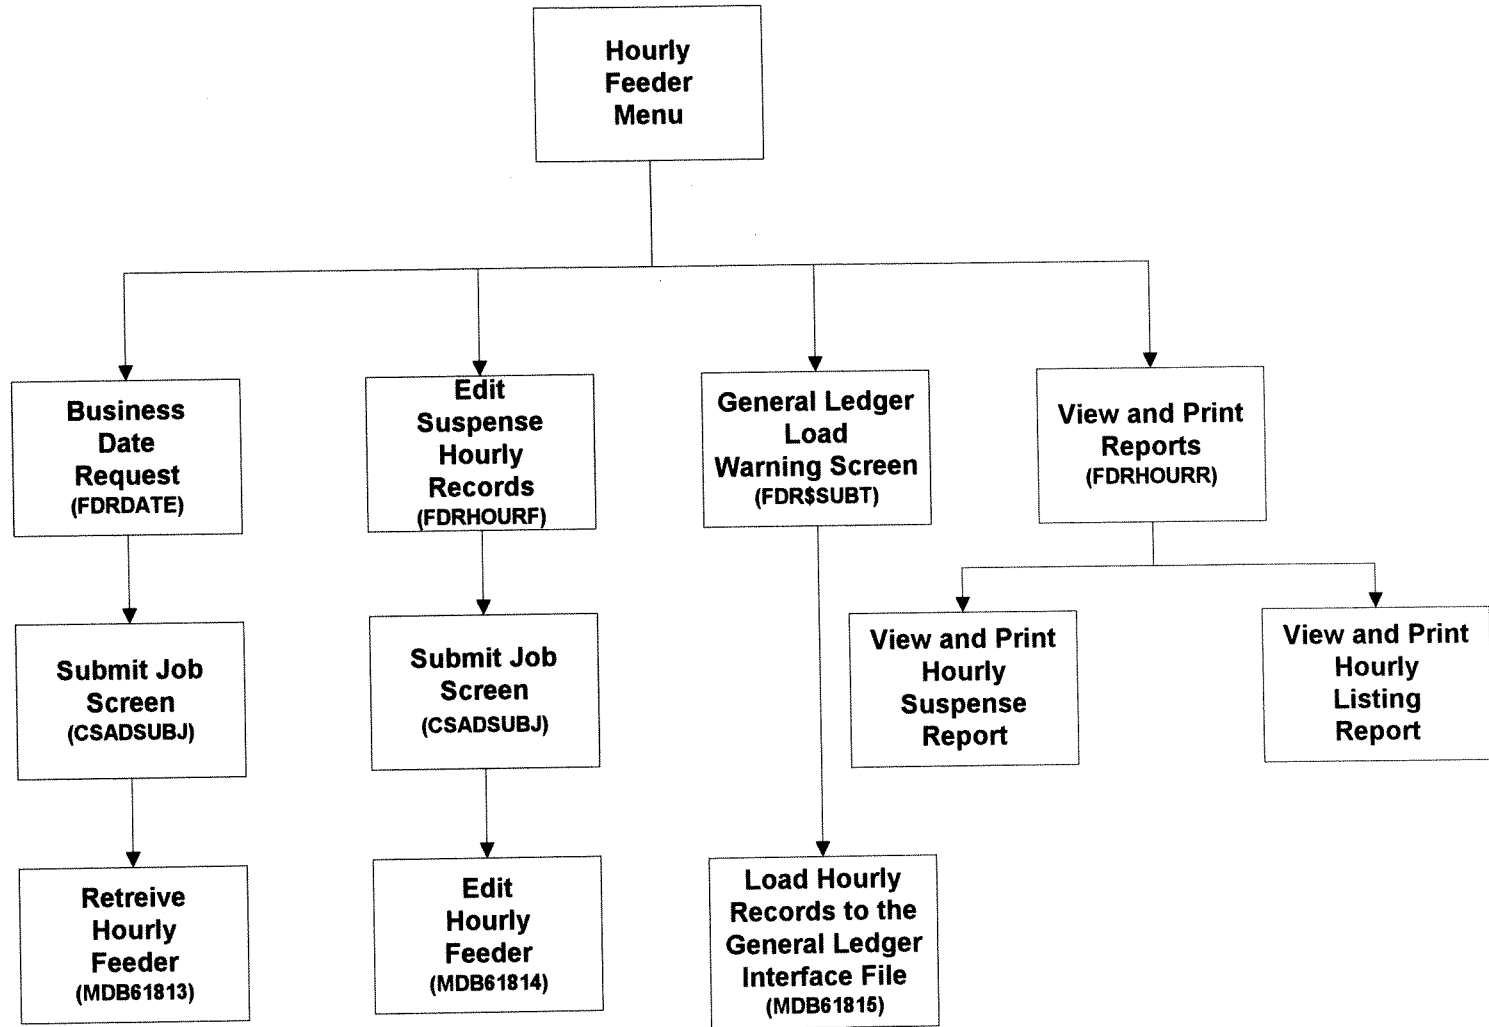 Hourly
Feeder
Menu
Business
Date
Request
(FDRDATE)
Edit
Suspense
Hourly
Records
(FDRHOURF)
General Ledger
Load
Warning Screen
(FDR$SUBT)
View and Print
Reports
(FDRHOURR)
Submit Job
Screen
(CSADSUBJ)
Submit Job
Screen
(CSADSUBJ)
View and Print
Hourly
Suspense
Report
View and Print
Hourly
Listing
Report
Retreive
Hourly
Feeder
(MDB61813)
Edit
Hourly
Feeder
(MDB61814)
Load Hourly
Records to the
General Ledger
Interface File
(MDB61815)